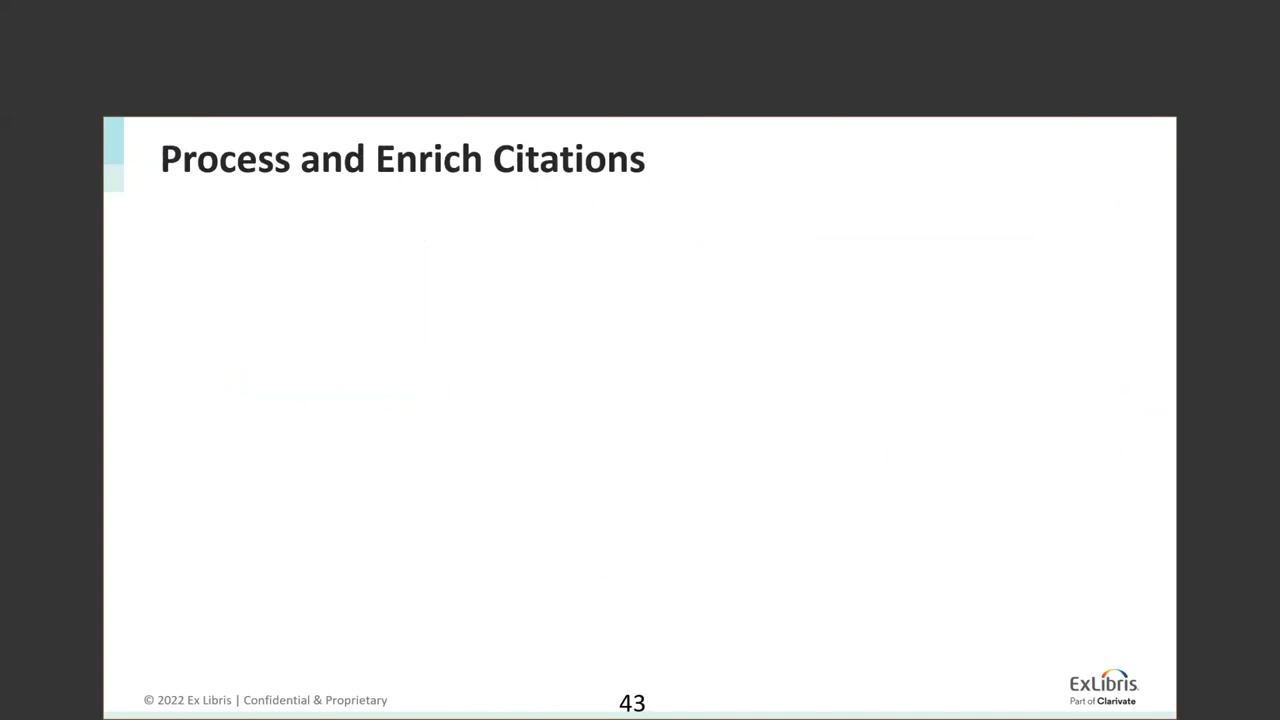 Process and Enrich Citations
© 2022 Ex Libris | Confidential & Proprietary
43
ExLibris
Part of Clarivate